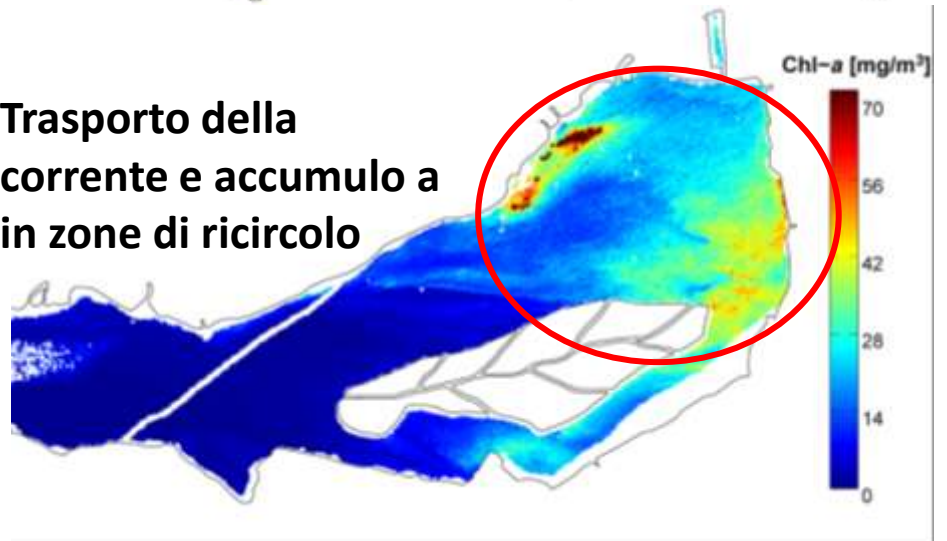 Chl-a [mg/m³]
Trasporto della
corrente e accumulo a
in zone di ricircolo
70
56
42
28
14
0